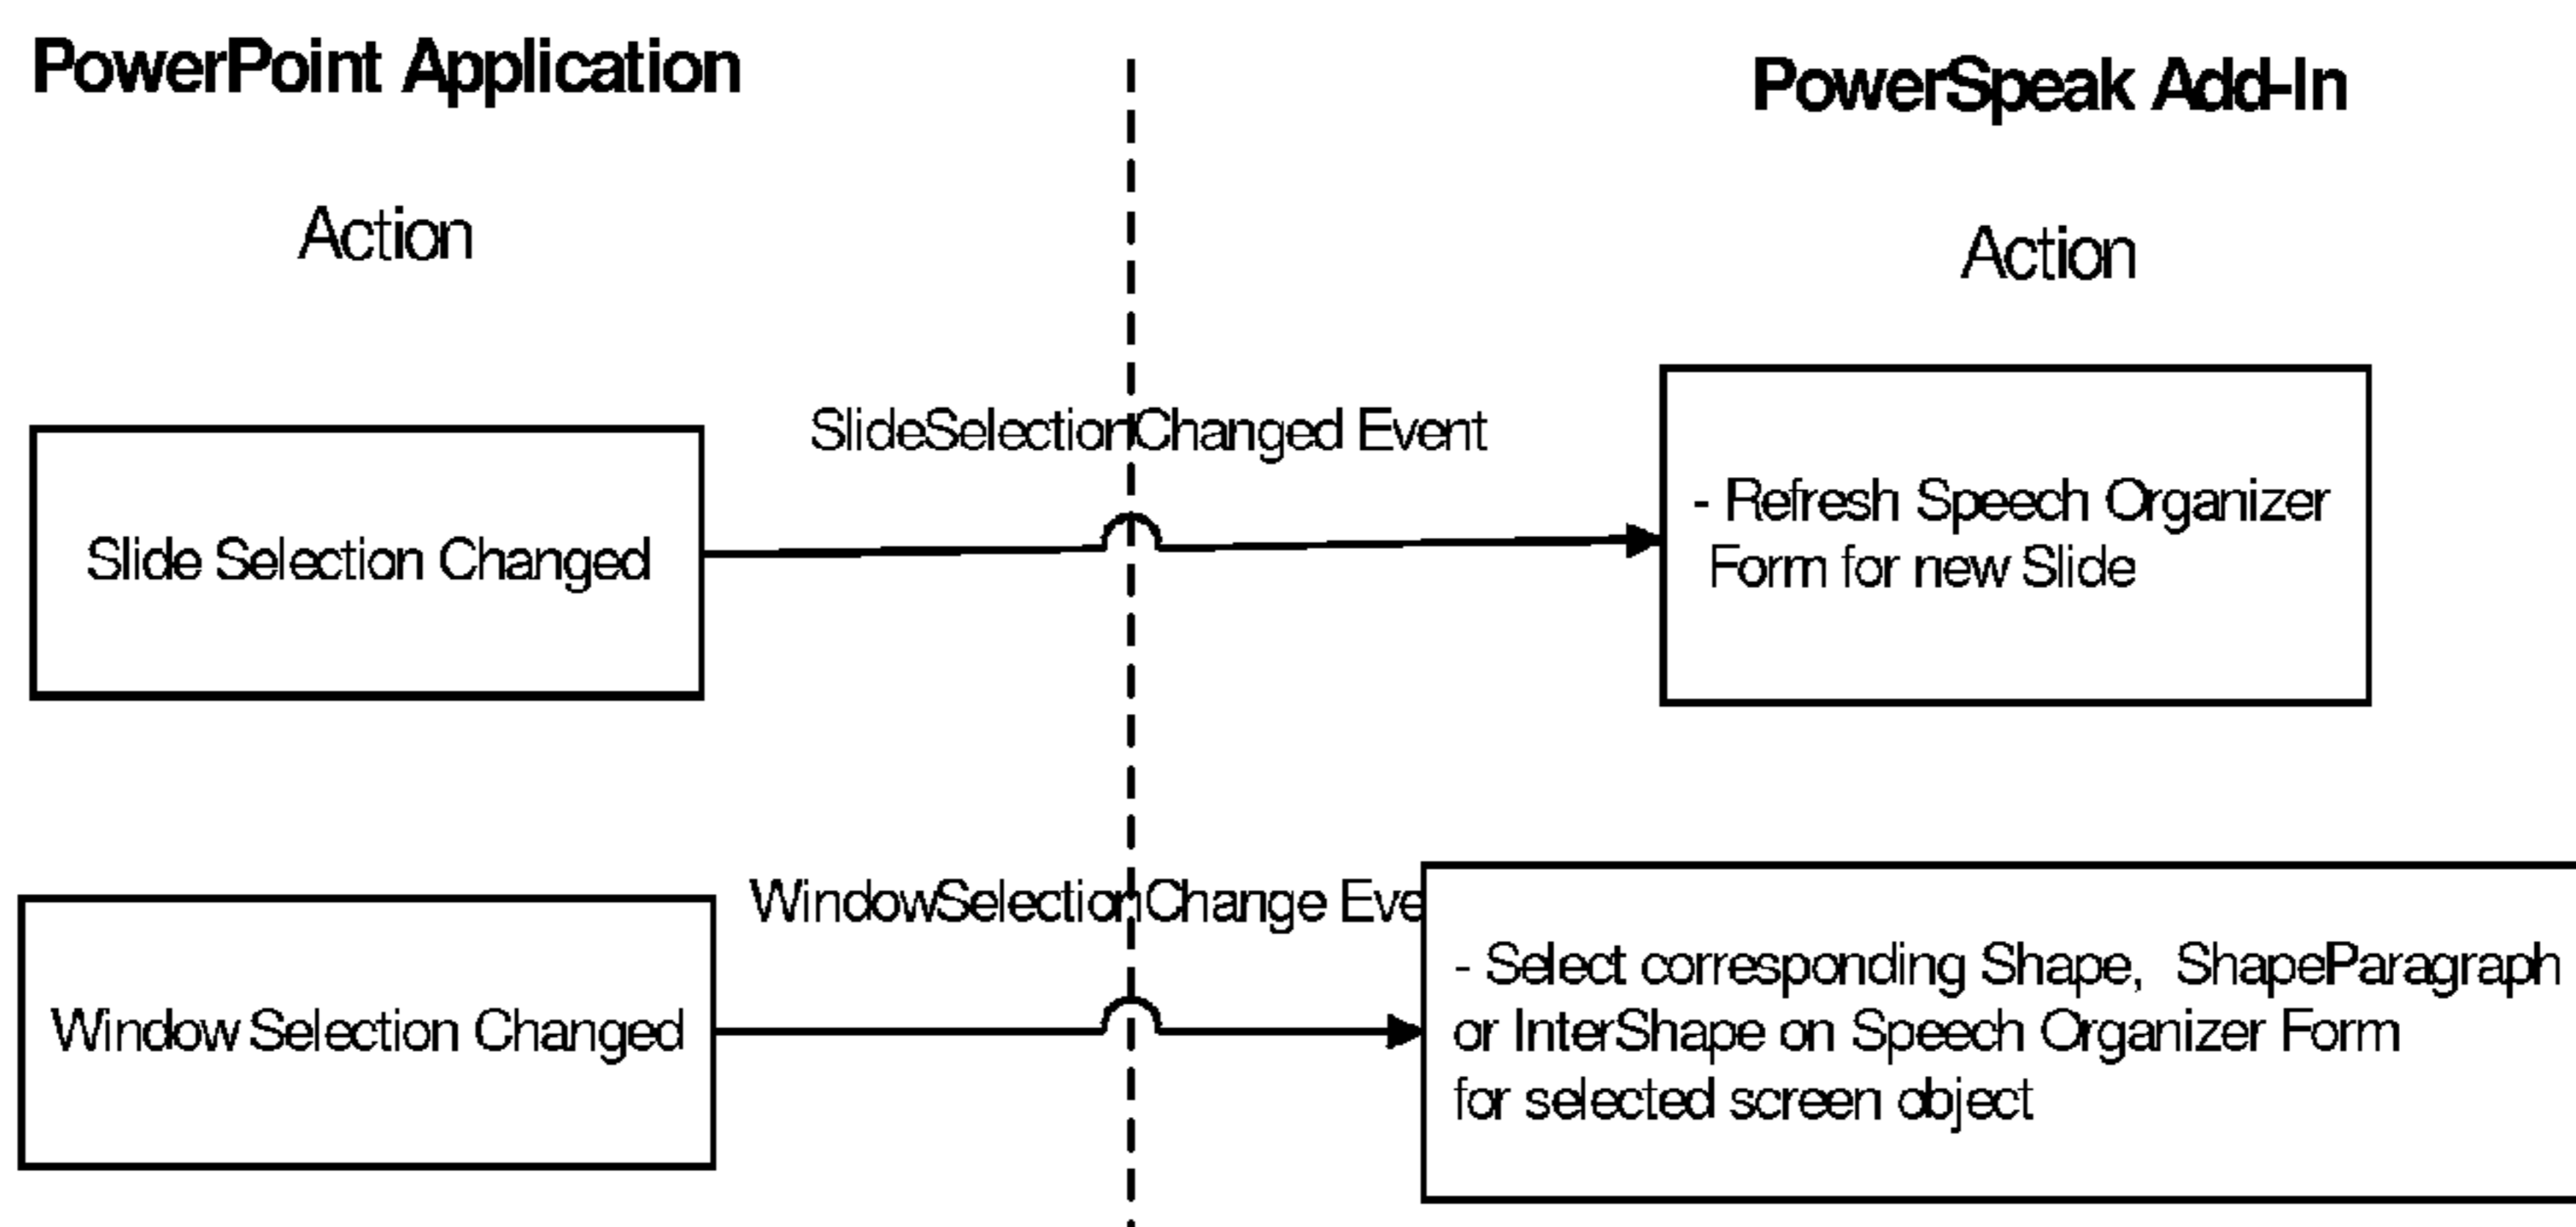 PowerPoint Application
PowerSpeak Add-In
Action
Action
SlideSelectionChanged Event
Slide Selection Changed
- Refresh Speech Organizer
Form for new Slide
WindowSelectionChange Eve
Window Selection Changed
- Select corresponding Shape, ShapeParagraph
or InterShape on Speech Organizer Form
for selected screen object